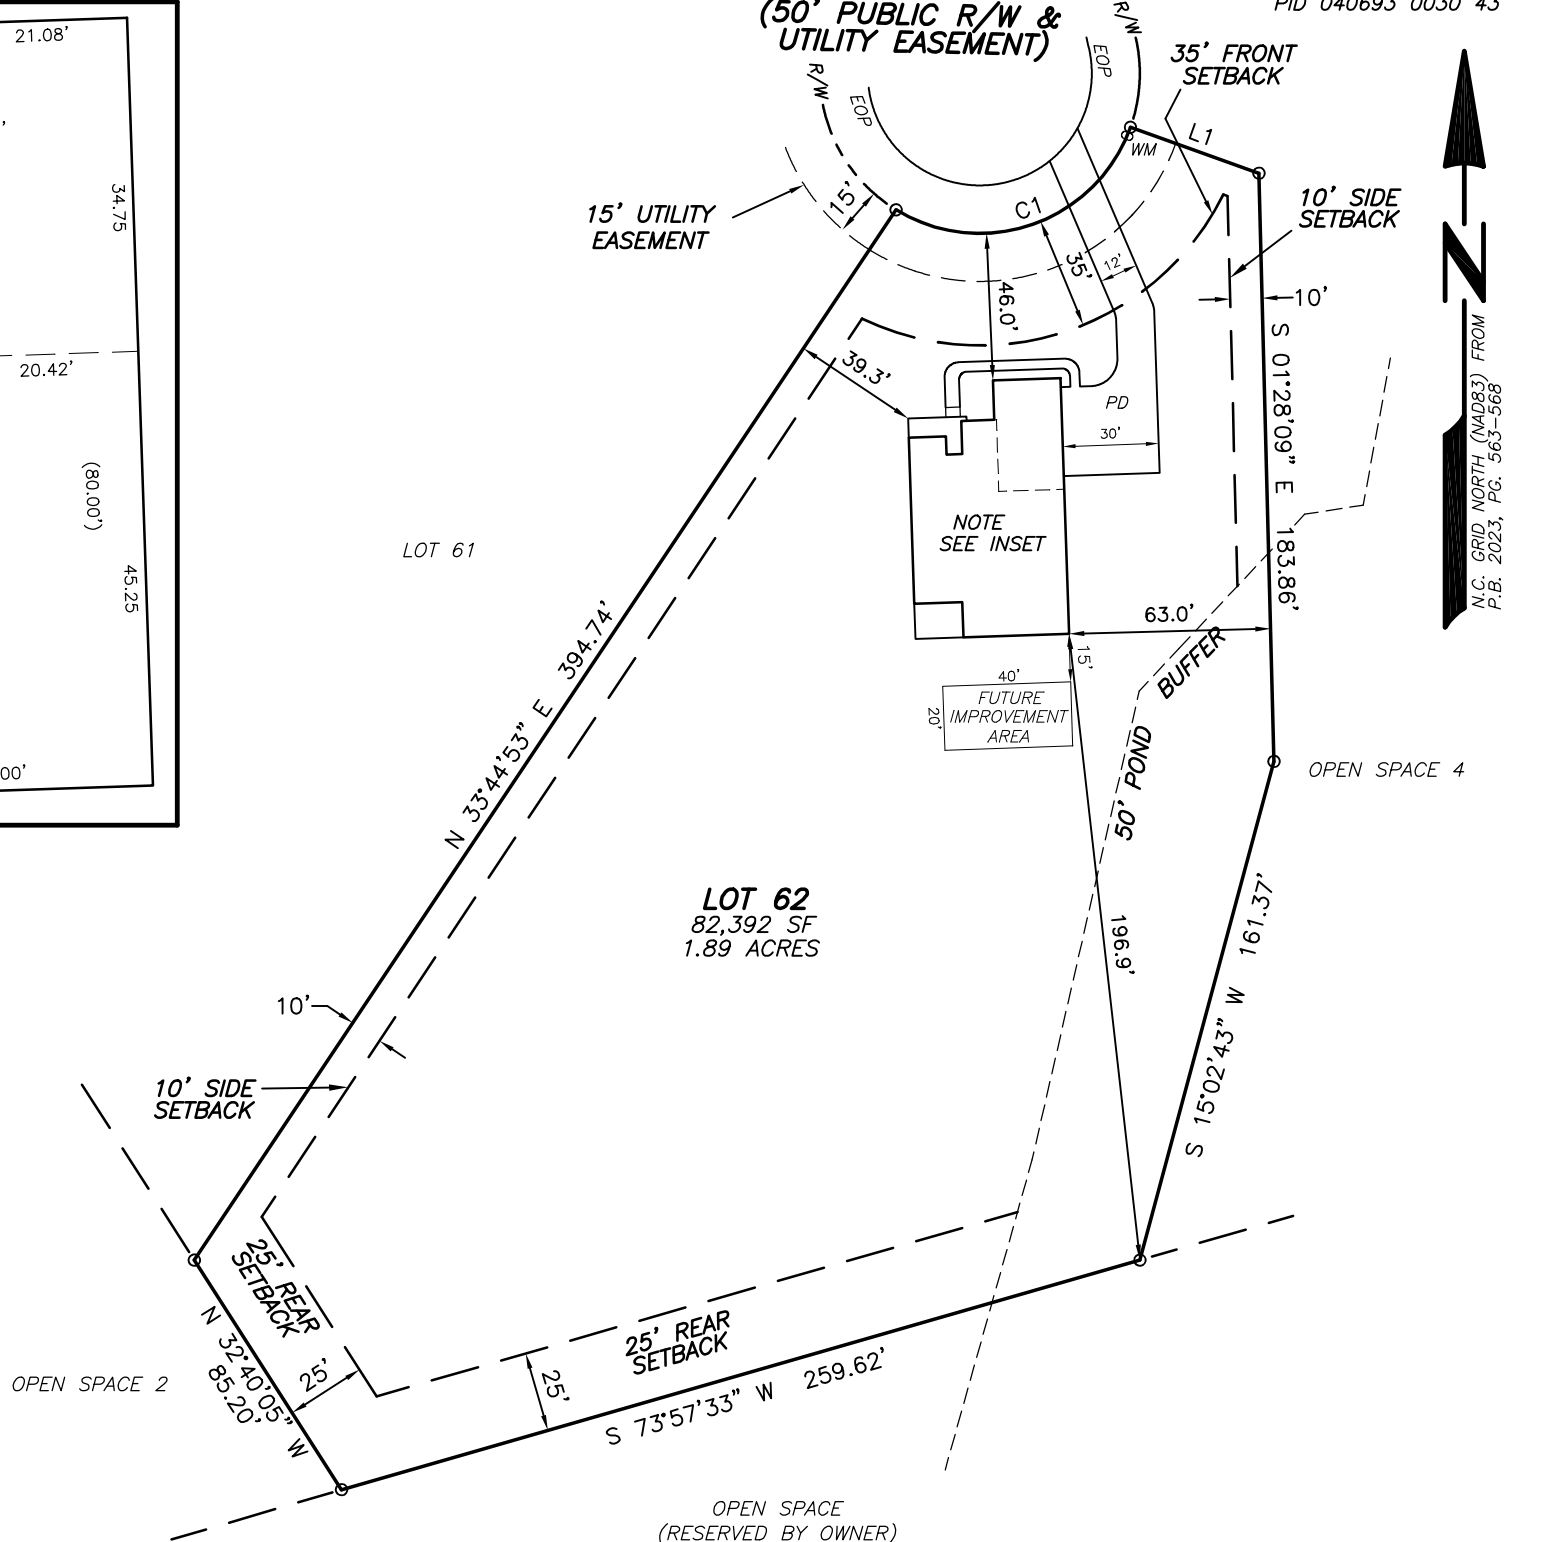 (50' PUBLIC R/W &
UTILITY EASEMENT)
PID 040693 0030 43
21.08'
34.75
20.42'
(80.00')
45.25
00'
R/W
EOP
EOP
R/W
35' FRONT
SETBACK
L1
WM
C1
15'
15' UTILITY
EASEMENT
10' SIDE
SETBACK
35'
12'
46.0'
10'
39.3'
PD
30'
S 01°28'09" E 183.86'
N
N.C. GRID NORTH (NAD83) FROM
P.B. 2023, PG. 563-568
LOT 61
NOTE
SEE INSET
63.0'
15'
40'
20'
FUTURE
IMPROVEMENT
AREA
50' POND BUFFER
OPEN SPACE 4
N 33°44'53" E 394.74'
LOT 62
82,392 SF
1.89 ACRES
196.9'
S 15°02'43" W 161.37'
10'
10' SIDE
SETBACK
25' REAR
SETBACK
25'
N 32°40'05" W
85.20'
OPEN SPACE 2
25' REAR
SETBACK
25'
S 73°57'33" W 259.62'
OPEN SPACE
(RESERVED BY OWNER)